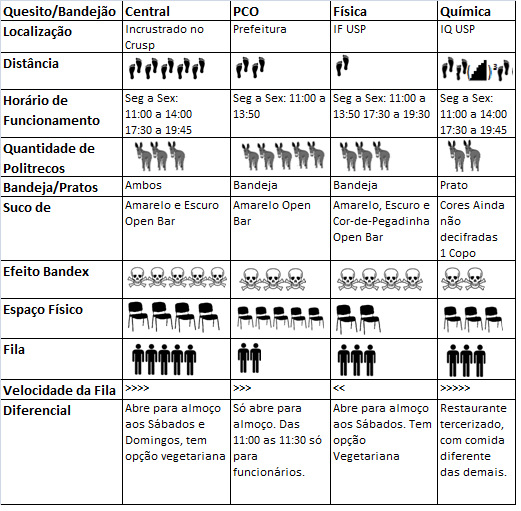 Quesito/Bandejão Central PCO Física Química
Localização Incrustrado no Crusp Prefeitura IF USP IQ USP
Distância ( )³
Horário de Funcionamento Seg a Sex: 11:00 a 14:00 17:30 a 19:45 Seg a Sex: 11:00 a 13:50 Seg a Sex: 11:00 a 13:50 17:30 a 19:30 Seg a Sex: 11:00 a 14:00 17:30 a 19:45
Quantidade de Politrecos
Bandeja/Pratos Ambos Bandeja Bandeja Prato
Suco de Amarelo e Escuro Open Bar Amarelo Open Bar Amarelo, Escuro e Cor-de-Pegadinha Open Bar Cores Ainda não decifradas 1 Copo
Efeito Bandex
Espaço Físico
Fila
Velocidade da Fila >>>> >>> << >>>>>
Diferencial Abre para almoço aos Sábados e Domingos, tem opção vegetariana Só abre para almoço. Das 11:00 as 11:30 só para funcionários. Abre para almoço aos Sábados. Tem opção Vegetariana Restaurante tercerizado, com comida diferente das demais.